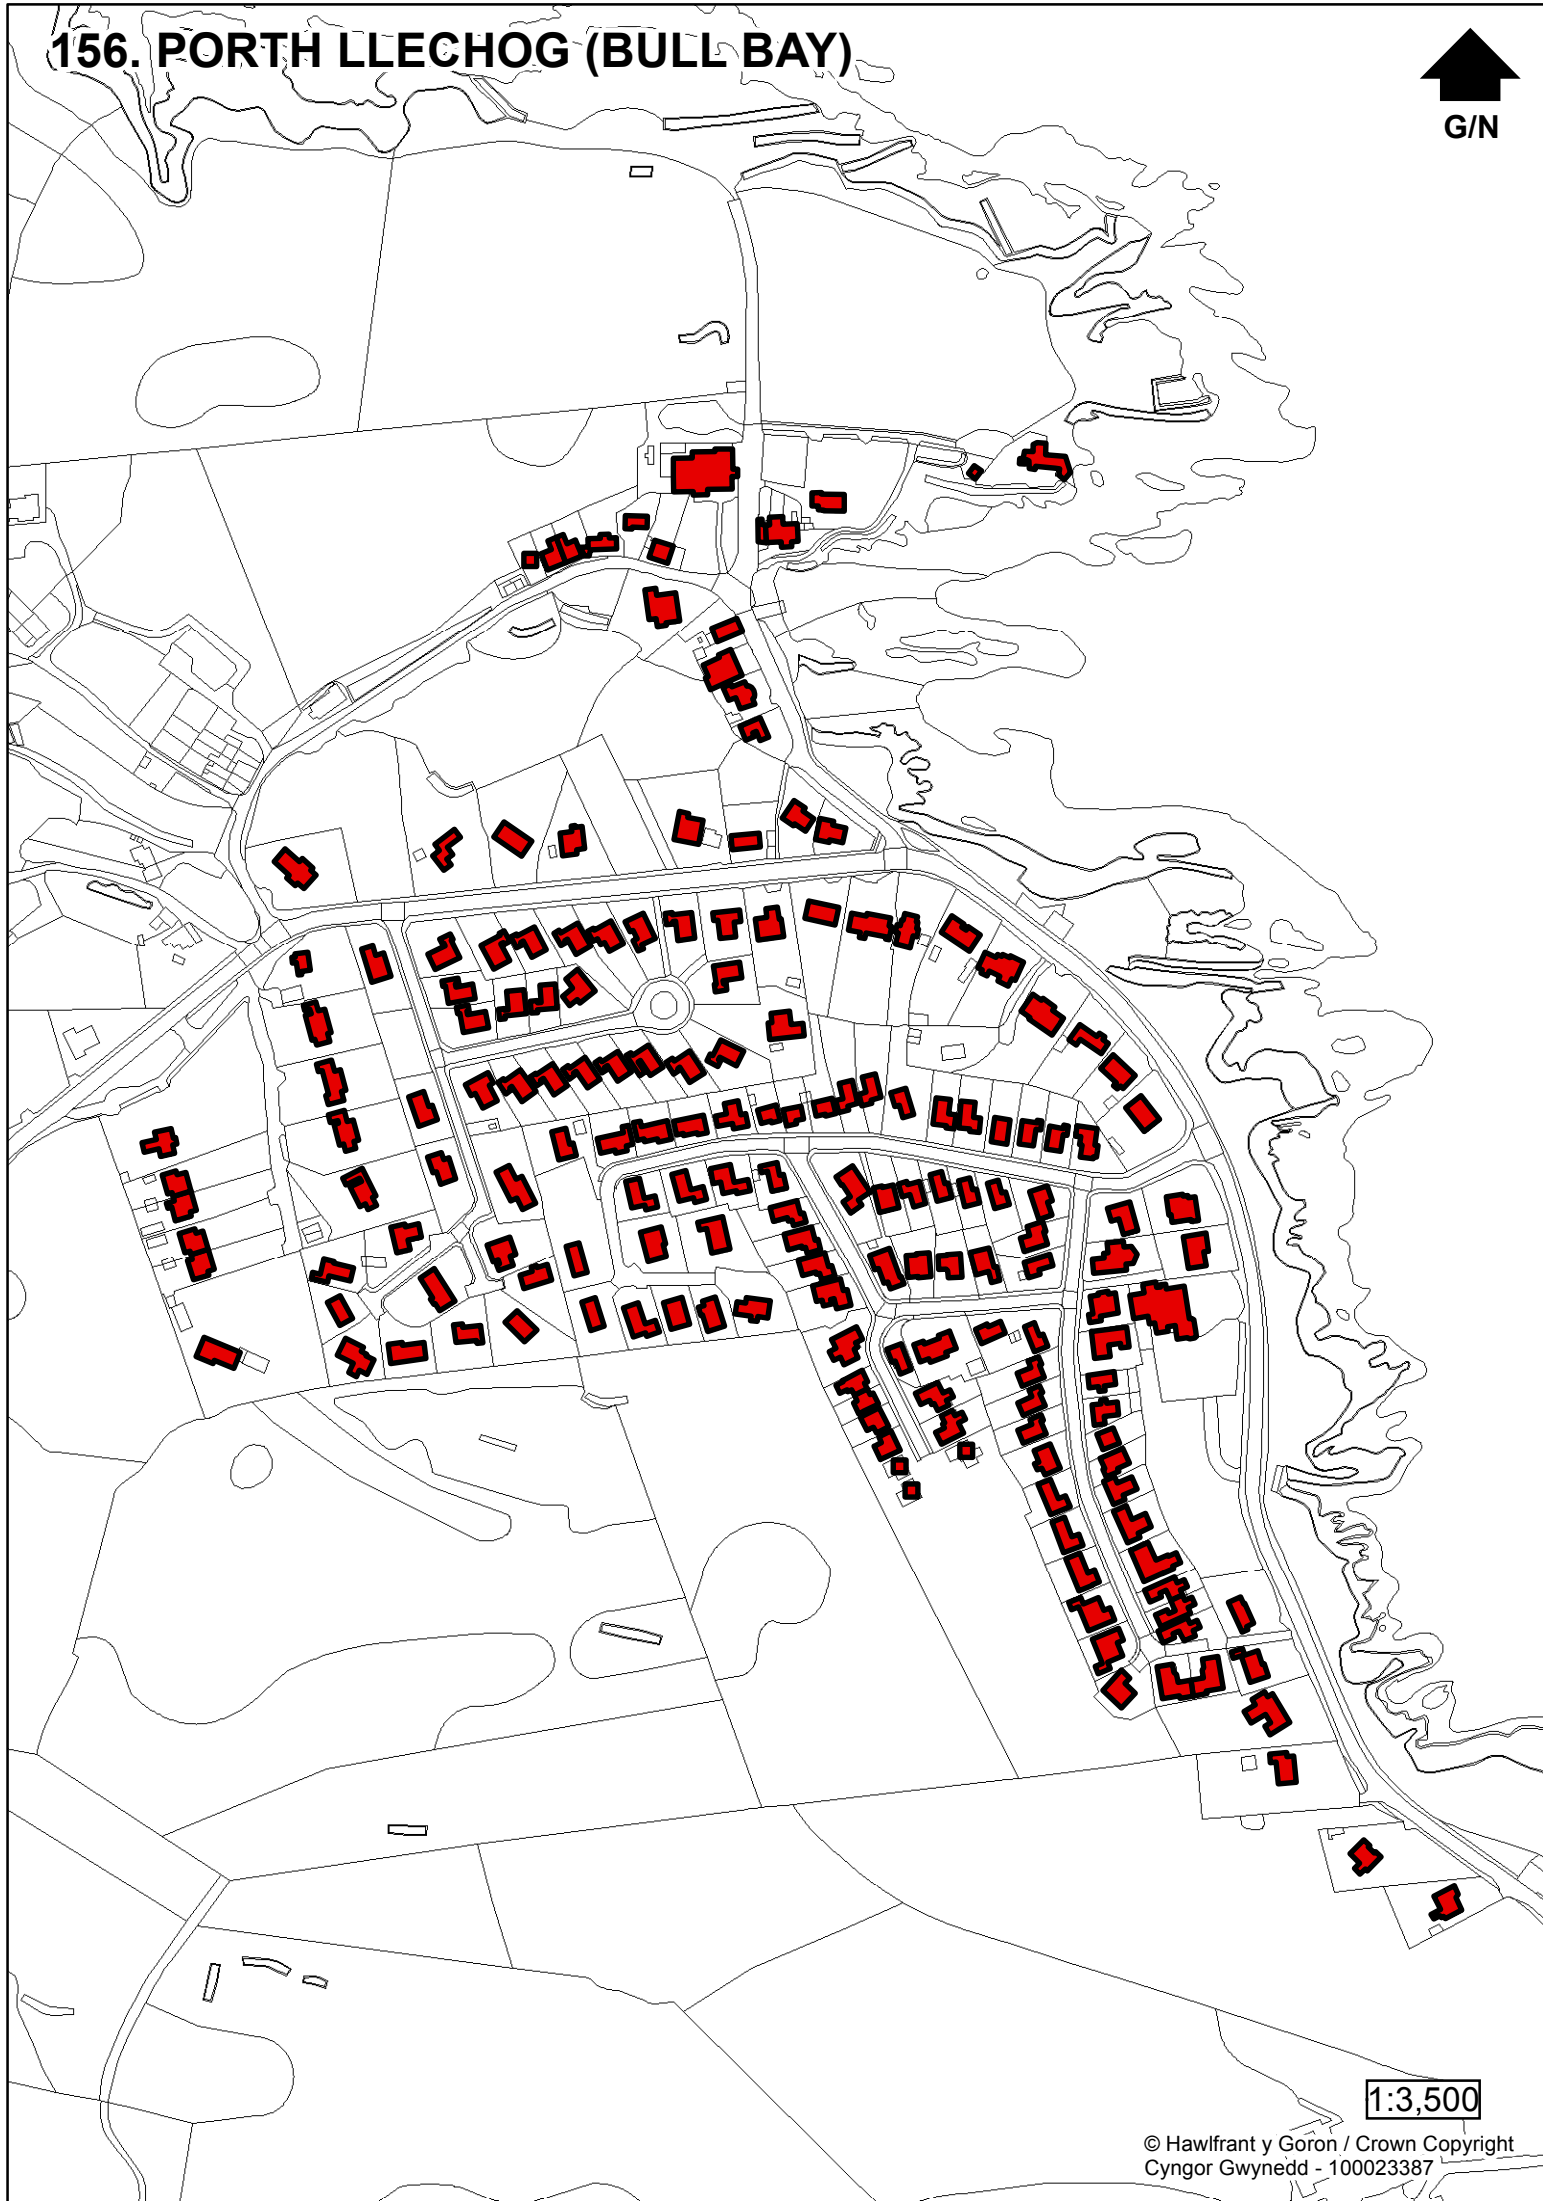 156. PORTH LLECHOG (BULL BAY)
G/N
1:3,500
© Hawlfrant y Goron / Crown Copyright
Cyngor Gwynedd - 100023387